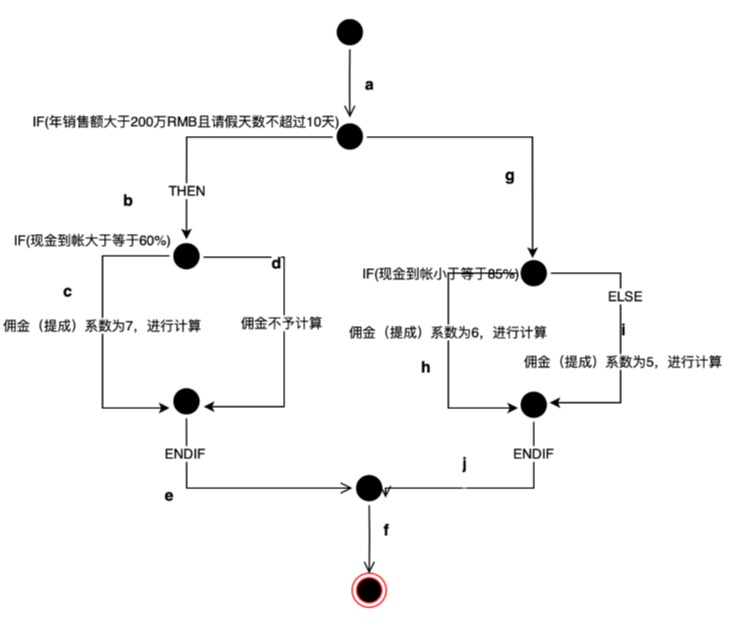 a
IF(年销售额大于200万RMB且请假天数不超过10天)
g
THEN
b
IF(现金到帐大于等于60%)
d
IF(现金到帐小于等于85%)
c
ELSE
佣金（提成）系数为7，进行计算
佣金不予计算
i
佣金（提成）系数为6，进行计算
h
佣金（提成）系数为5，进行计算
ENDIF
ENDIF
j
e
f